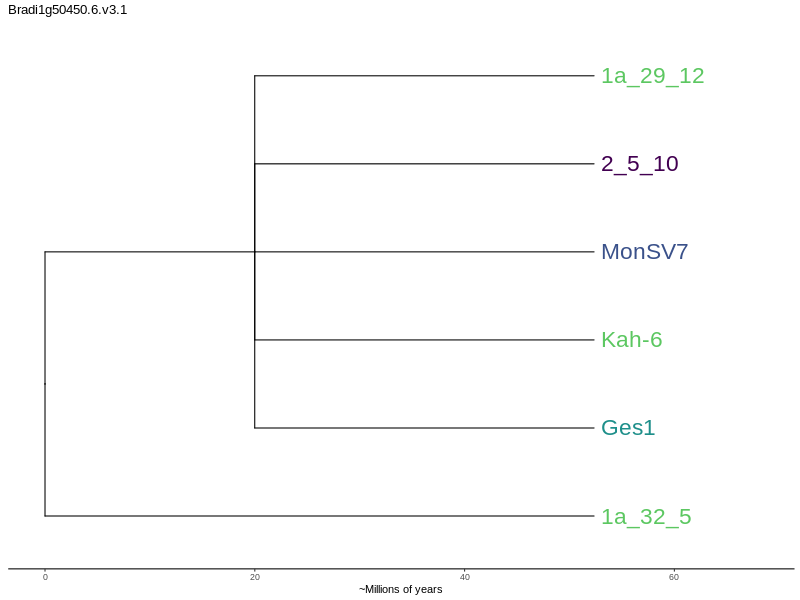 Bradi1g50450.6.v3.1
1a_29_12
2_5_10
MonSV7
Kah-6
Ges1
1a_32_5
0 20 40 60
~Millions of years